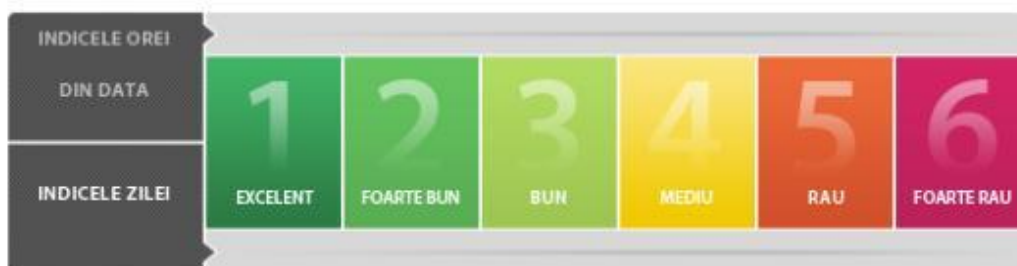 INDICELE OREI
DIN DATA
INDICELE ZILEI
1
EXCELENT
2
FOARTE BUN
3
BUN
4
MEDIU
5
RAU
6
FOARTE RAU